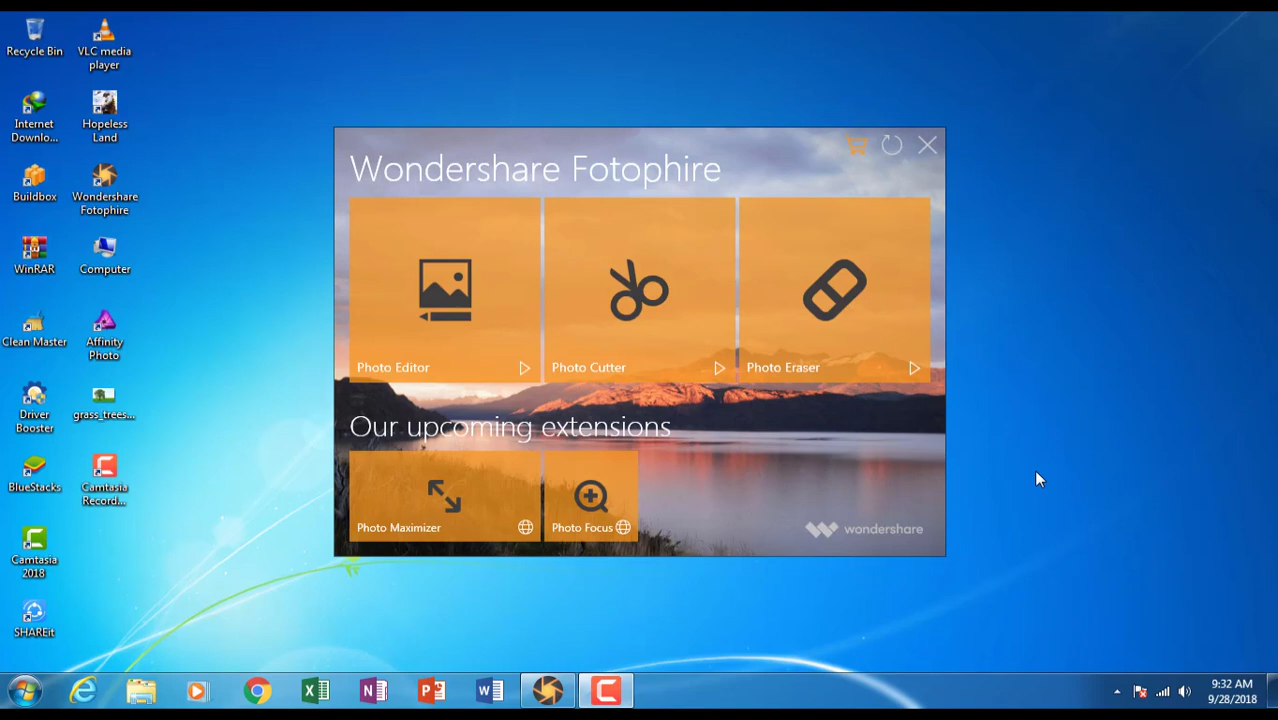 Recycle Bin
VLC media
player
Internet
Downlo...
Hopeless
Land
Buildbox
Wondershare
Fotophire
WinRAR
Computer
Clean Master
Affinity
Photo
Driver
Booster
grass_trees...
BlueStacks
Camtasia
Record...
Camtasia
2018
SHAREit
Wondershare Fotophire
Photo Editor
Photo Cutter
Photo Eraser
Our upcoming extensions
Photo Maximizer
Photo Focus
wondershare
9:32 AM
9/28/2018